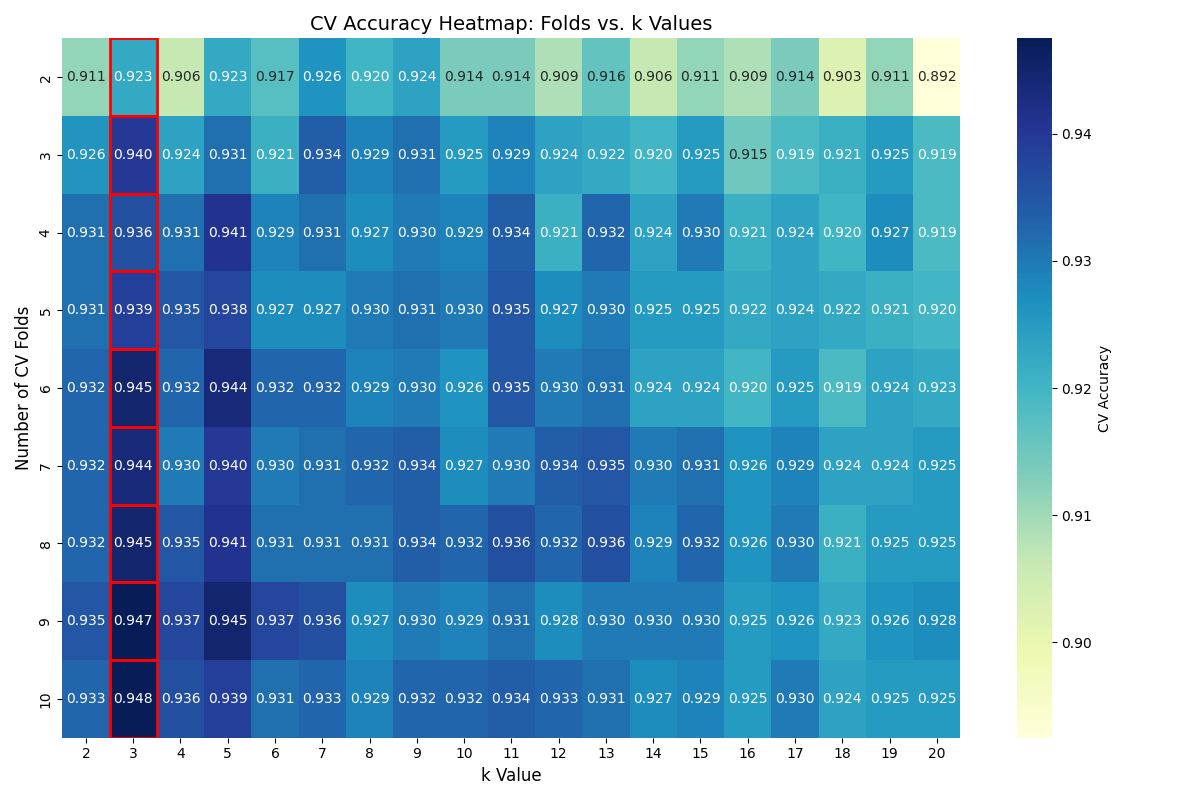 CV Accuracy Heatmap: Folds vs. k Values
2 0.911 0.923 0.906 0.923 0.917 0.926 0.920 0.924 0.914 0.914 0.909 0.916 0.906 0.911 0.909 0.914 0.903 0.911 0.892
3 0.926 0.940 0.924 0.931 0.921 0.934 0.929 0.931 0.925 0.929 0.924 0.922 0.920 0.925 0.915 0.919 0.921 0.925 0.919
4 0.931 0.936 0.931 0.941 0.929 0.931 0.927 0.930 0.929 0.934 0.921 0.932 0.924 0.930 0.921 0.924 0.920 0.927 0.919
5 0.931 0.939 0.935 0.938 0.927 0.927 0.930 0.931 0.930 0.935 0.927 0.930 0.925 0.925 0.922 0.924 0.922 0.921 0.920
6 0.932 0.945 0.932 0.944 0.932 0.932 0.929 0.930 0.926 0.935 0.930 0.931 0.924 0.924 0.920 0.925 0.919 0.924 0.923
7 0.932 0.944 0.930 0.940 0.930 0.931 0.932 0.934 0.927 0.930 0.934 0.935 0.930 0.931 0.926 0.929 0.924 0.924 0.925
8 0.932 0.945 0.935 0.941 0.931 0.931 0.931 0.934 0.932 0.936 0.932 0.936 0.929 0.932 0.926 0.930 0.921 0.925 0.925
9 0.935 0.947 0.937 0.945 0.937 0.936 0.927 0.930 0.929 0.931 0.928 0.930 0.930 0.930 0.925 0.926 0.923 0.926 0.928
10 0.933 0.948 0.936 0.939 0.931 0.933 0.929 0.932 0.932 0.934 0.933 0.931 0.927 0.929 0.925 0.930 0.924 0.925 0.925
2 3 4 5 6 7 8 9 10 11 12 13 14 15 16 17 18 19 20
k Value
Number of CV Folds
0.94
0.93
0.92
0.91
0.90
CV Accuracy